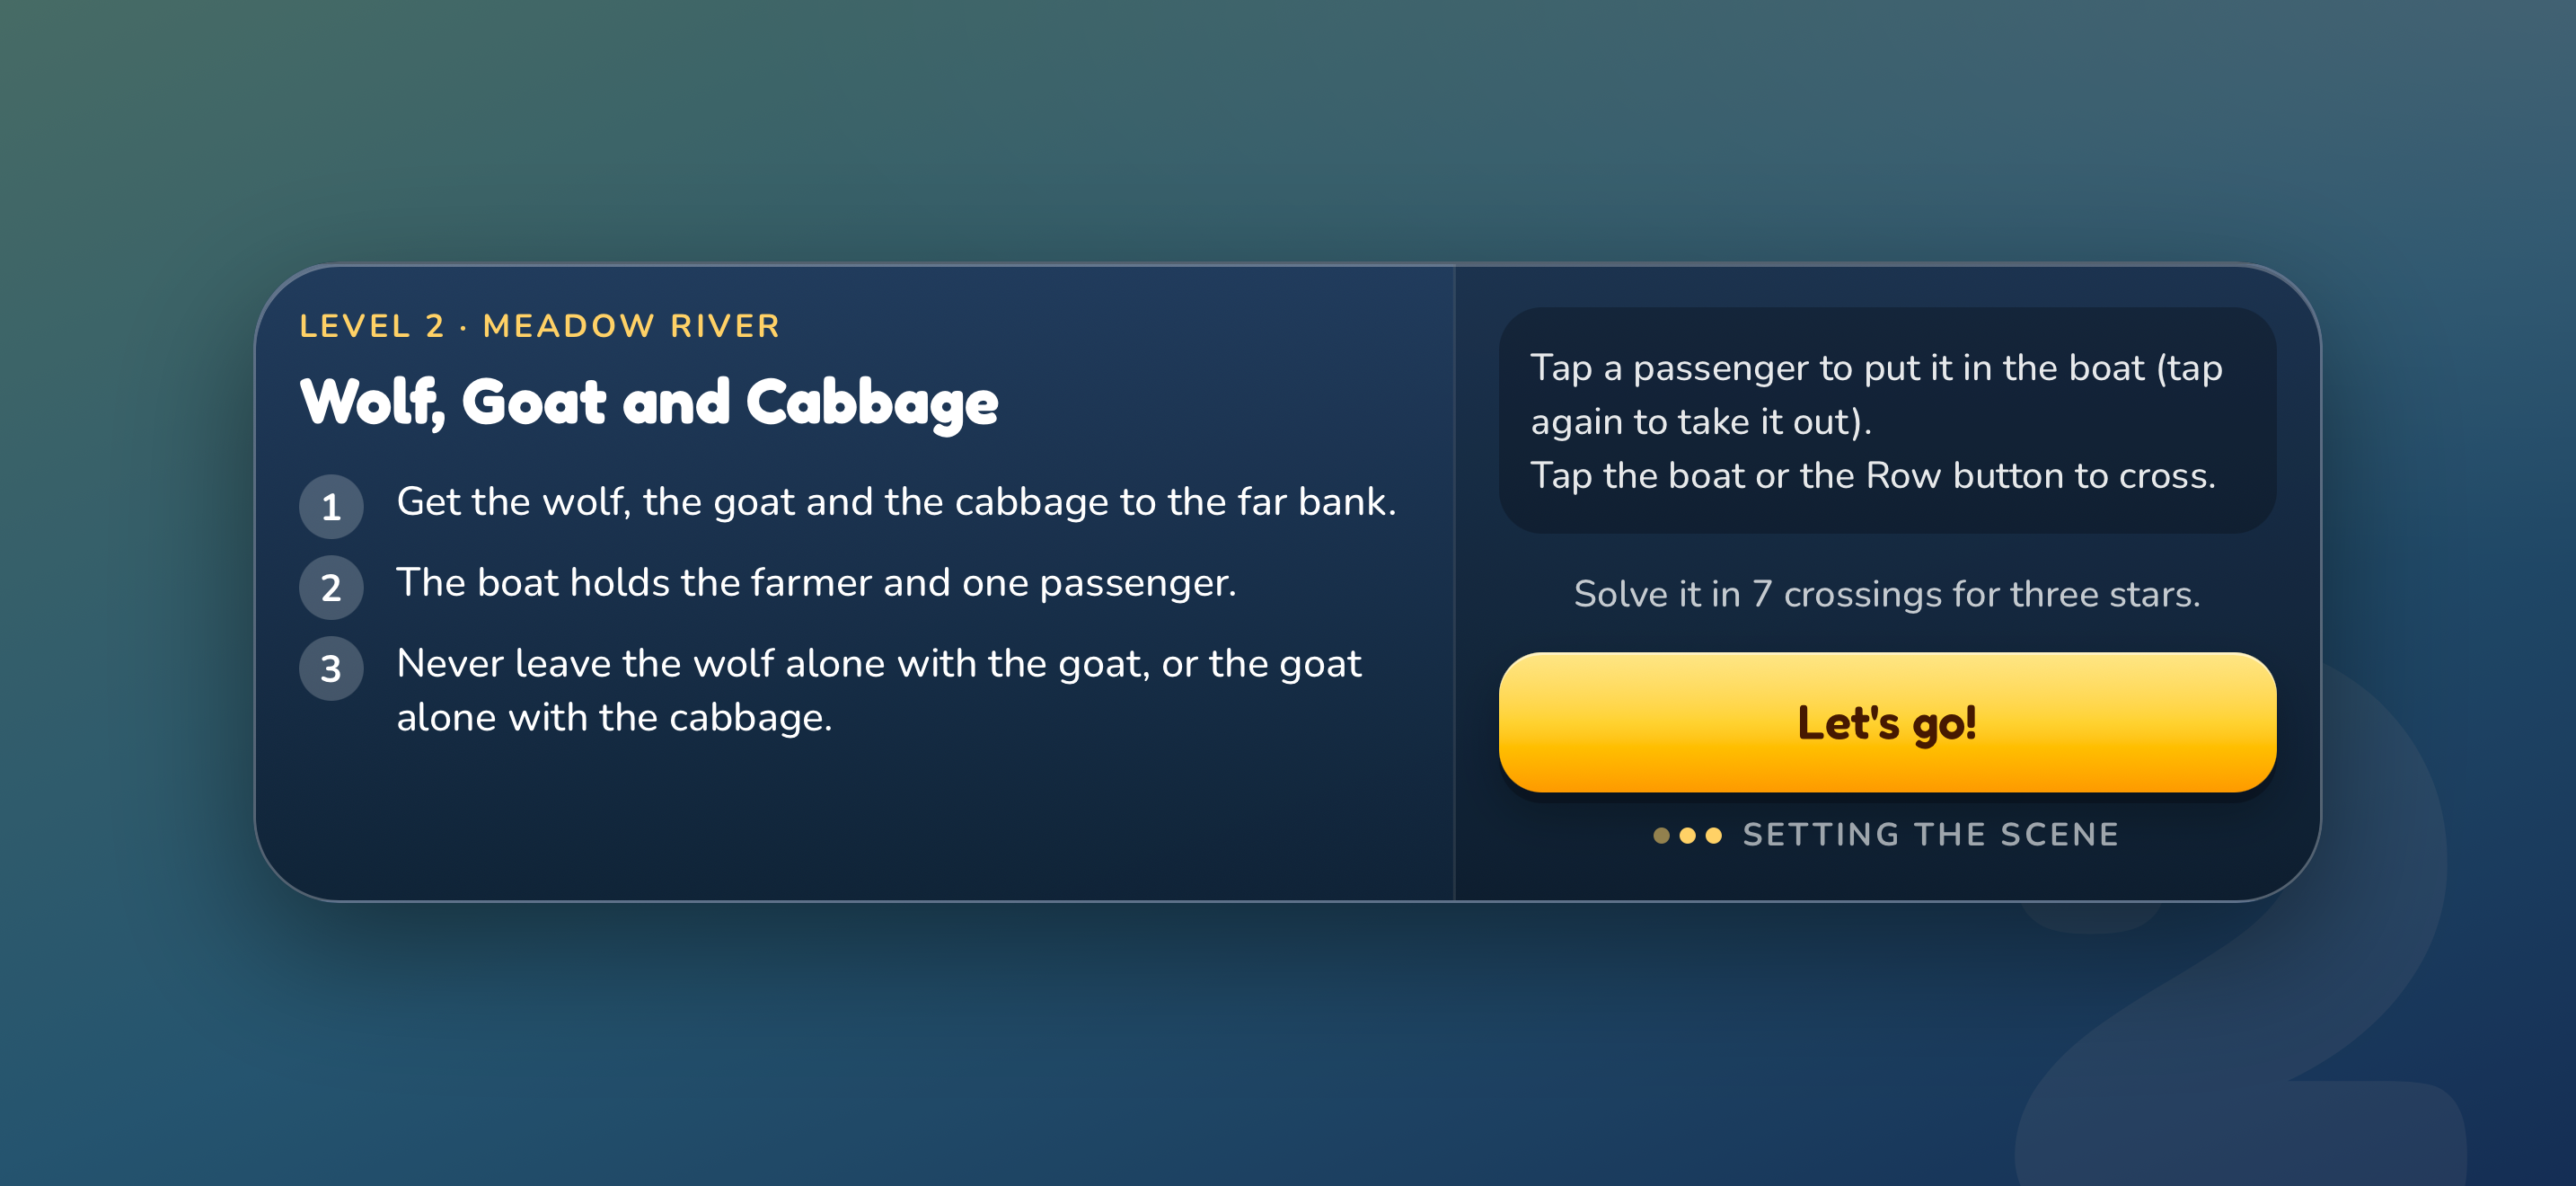 LEVEL 2 · MEADOW RIVER
Wolf, Goat and Cabbage
1 Get the wolf, the goat and the cabbage to the far bank.
2 The boat holds the farmer and one passenger.
3 Never leave the wolf alone with the goat, or the goat
alone with the cabbage.
Tap a passenger to put it in the boat (tap
again to take it out).
Tap the boat or the Row button to cross.
Solve it in 7 crossings for three stars.
Let's go!
SETTING THE SCENE
2